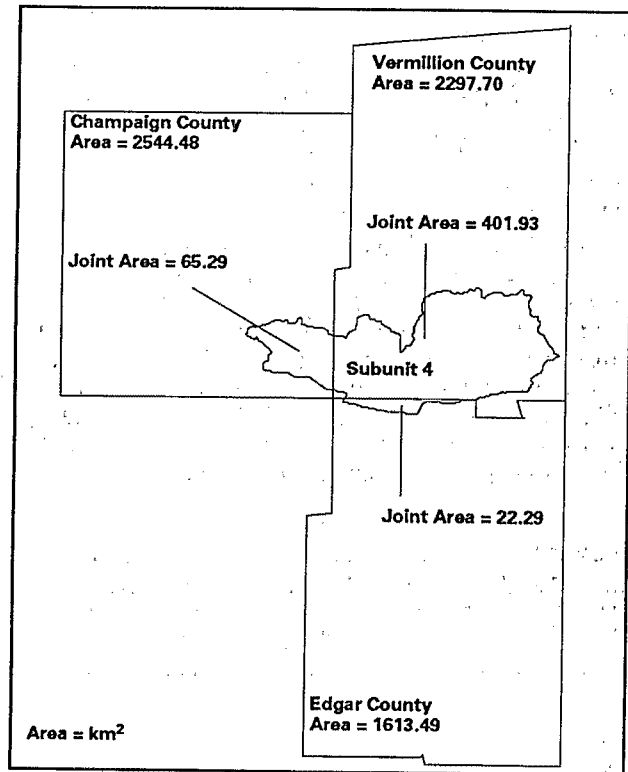 Vermillion County
Area = 2297.70
Champaign County
Area = 2544.48
Joint Area = 401.93
Joint Area = 65.29
Subunit 4
Joint Area = 22.29
Edgar County
Area = 1613.49
Area = km²